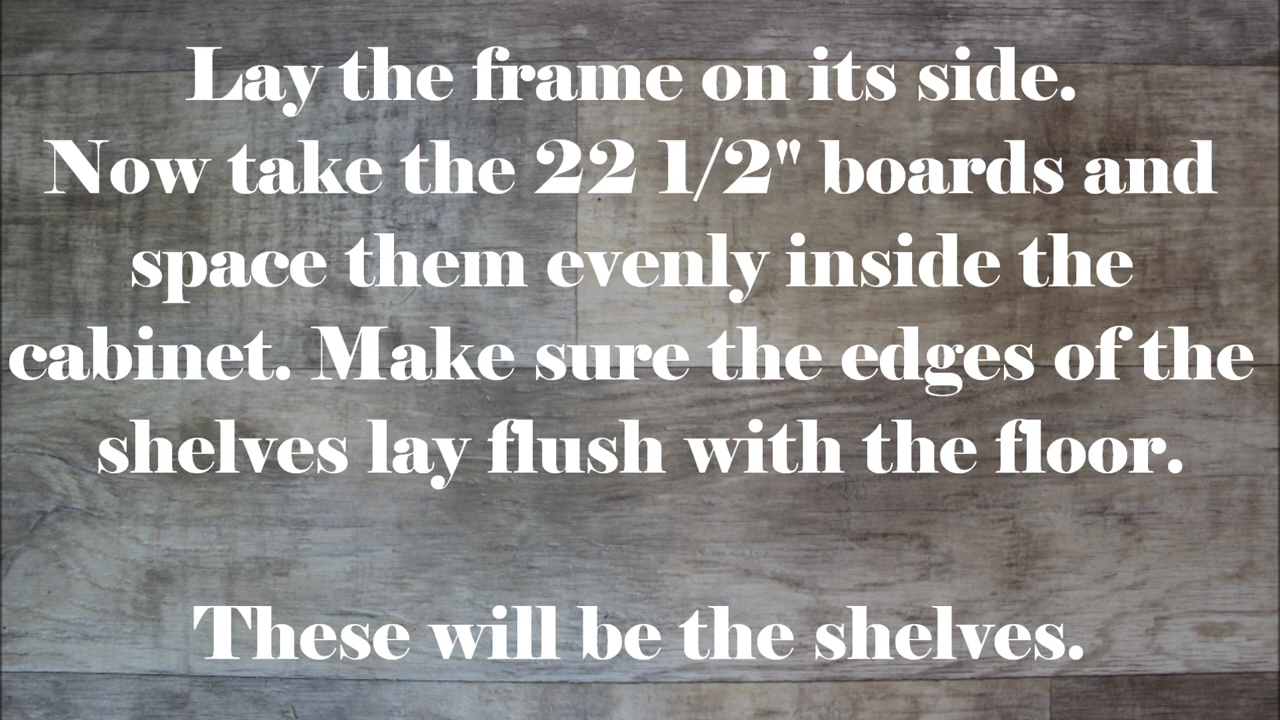 Lay the frame on its side.
Now take the 22 1/2" boards and
space them evenly inside the
cabinet. Make sure the edges of the
shelves lay flush with the floor.
These will be the shelves.